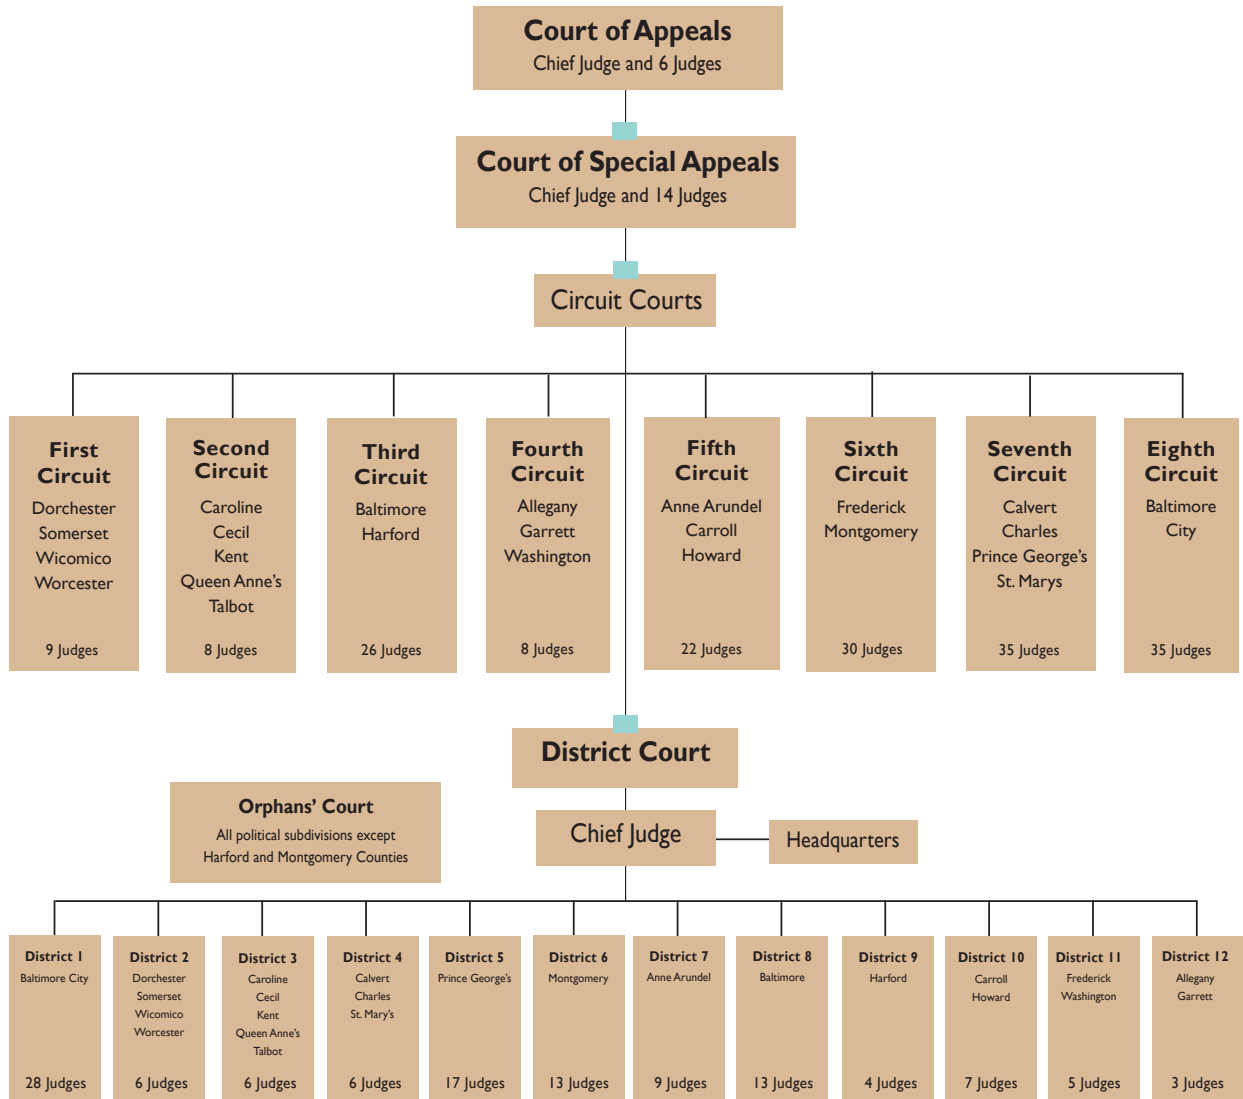 Court of Appeals
Chief Judge and 6 Judges
Court of Special Appeals
Chief Judge and 14 Judges
Circuit Courts
First
Circuit
Dorchester
Somerset
Wicomico
Worcester
9 Judges
Second
Circuit
Caroline
Cecil
Kent
Queen Anne's
Talbot
8 Judges
Third
Circuit
Baltimore
Harford
26 Judges
Fourth
Circuit
Allegany
Garrett
Washington
8 Judges
Fifth
Circuit
Anne Arundel
Carroll
Howard
22 Judges
Sixth
Circuit
Frederick
Montgomery
30 Judges
Seventh
Circuit
Calvert
Charles
Prince George's
St. Marys
35 Judges
Eighth
Circuit
Baltimore
City
35 Judges
District Court
Orphans' Court
All political subdivisions except
Harford and Montgomery Counties
Chief Judge
Headquarters
District 1
Baltimore City
28 Judges
District 2
Dorchester
Somerset
Wicomico
Worcester
6 Judges
District 3
Caroline
Cecil
Kent
Queen Anne's
Talbot
6 Judges
District 4
Calvert
Charles
St. Mary's
6 Judges
District 5
Prince George's
17 Judges
District 6
Montgomery
13 Judges
District 7
Anne Arundel
9 Judges
District 8
Baltimore
13 Judges
District 9
Harford
4 Judges
District 10
Carroll
Howard
7 Judges
District 11
Frederick
Washington
5 Judges
District 12
Allegany
Garrett
3 Judges